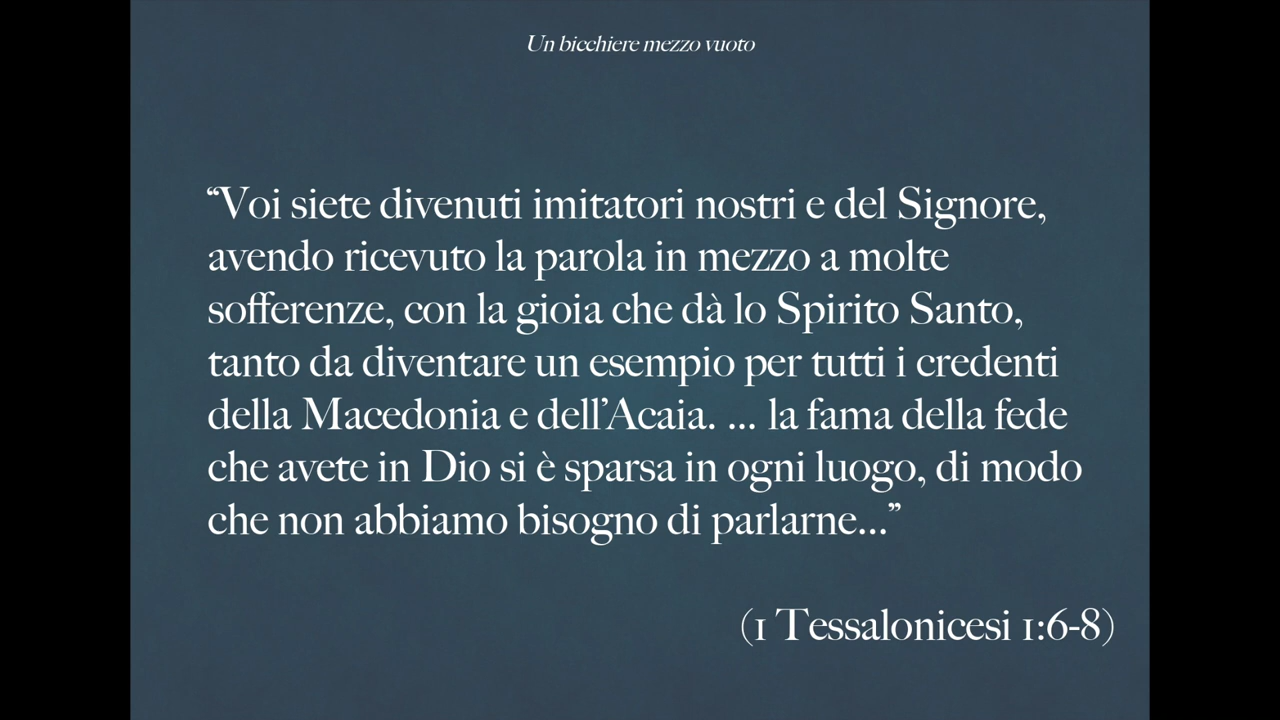 Un bicchiere mezzo vuoto
“Voi siete divenuti imitatori nostri e del Signore,
avendo ricevuto la parola in mezzo a molte
sofferenze, con la gioia che dà lo Spirito Santo,
tanto da diventare un esempio per tutti i credenti
della Macedonia e dell’Acaia. ... la fama della fede
che avete in Dio si è sparsa in ogni luogo, di modo
che non abbiamo bisogno di parlarne...”
(1 Tessalonicesi 1:6-8)